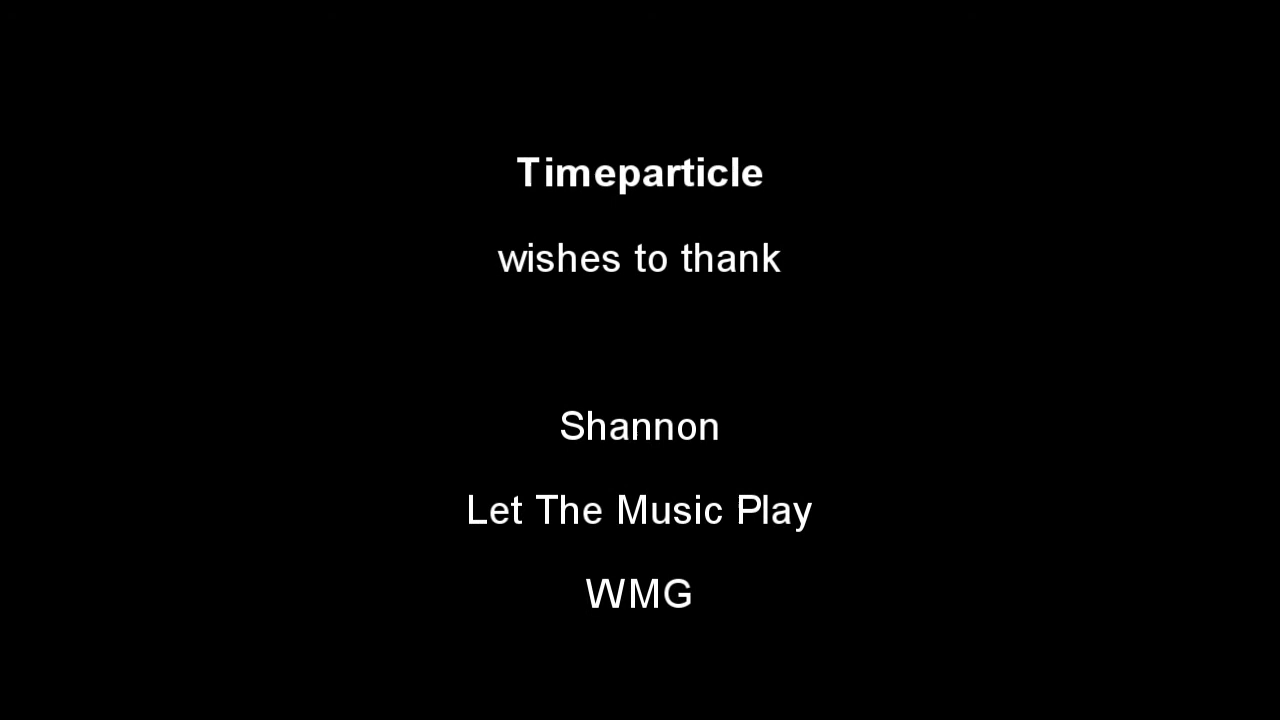 Timeparticle
wishes to thank
Shannon
Let The Music Play
WMG